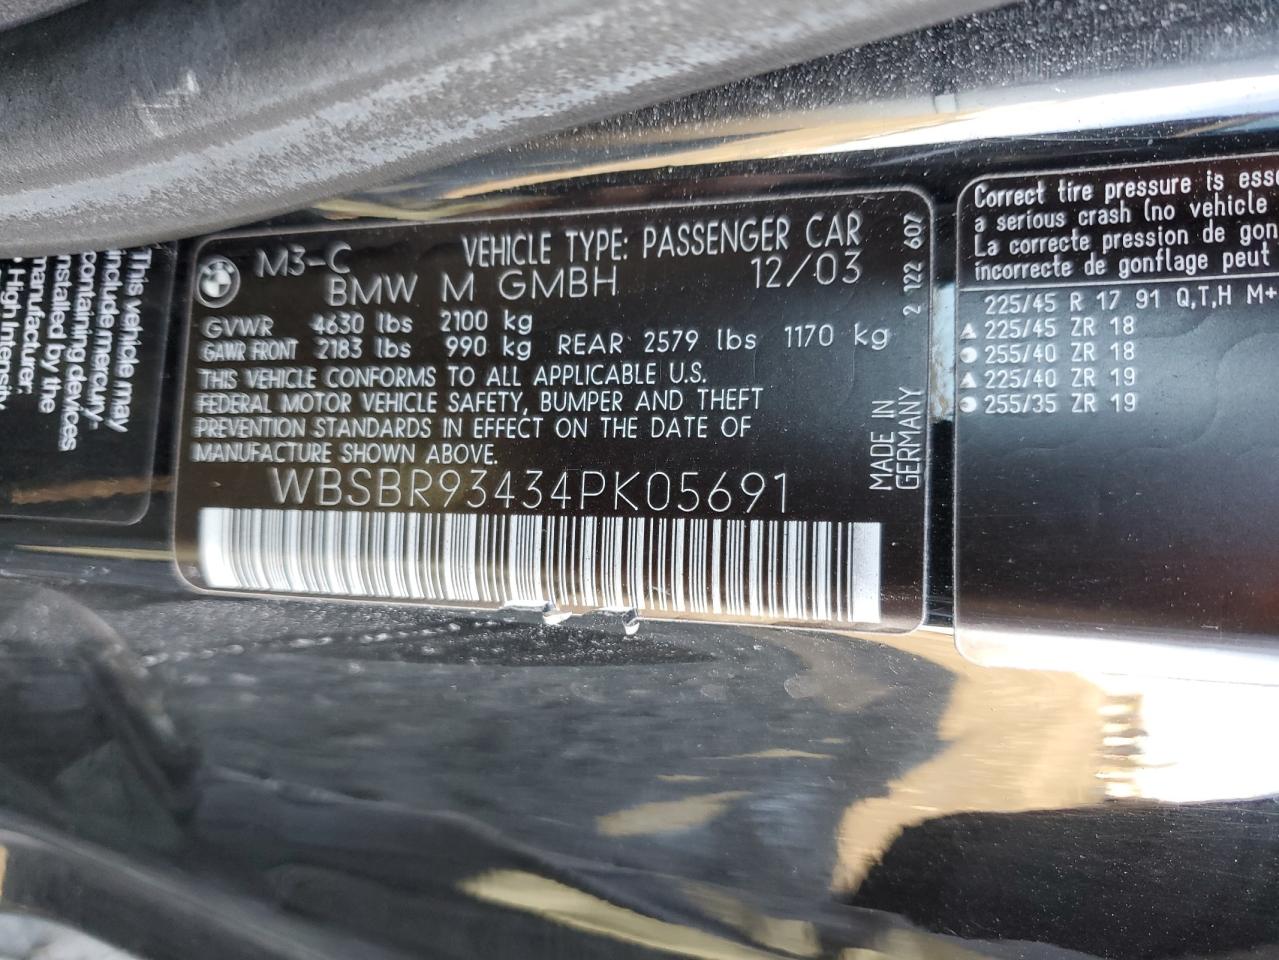 This vehicle may
include mercury-
containing devices
installed by the
manufacturer:
High Intensity
M3-C VEHICLE TYPE: PASSENGER CAR
BMW M GMBH 12/03
GVWR 4630 lbs 2100 kg
GAWR FRONT 2183 lbs 990 kg REAR 2579 lbs 1170 kg
THIS VEHICLE CONFORMS TO ALL APPLICABLE U.S.
FEDERAL MOTOR VEHICLE SAFETY, BUMPER AND THEFT
PREVENTION STANDARDS IN EFFECT ON THE DATE OF
MANUFACTURE SHOWN ABOVE.
WBSBR93434PK05691
2 122 607
MADE IN
GERMANY
Correct tire pressure is esse
a serious crash (no vehicle
La correcte pression de gon
incorrecte de gonflage peut
225/45 R 17 91 Q,T,H M+
▲ 225/45 ZR 18
255/40 ZR 18
▲ 225/40 ZR 19
255/35 ZR 19